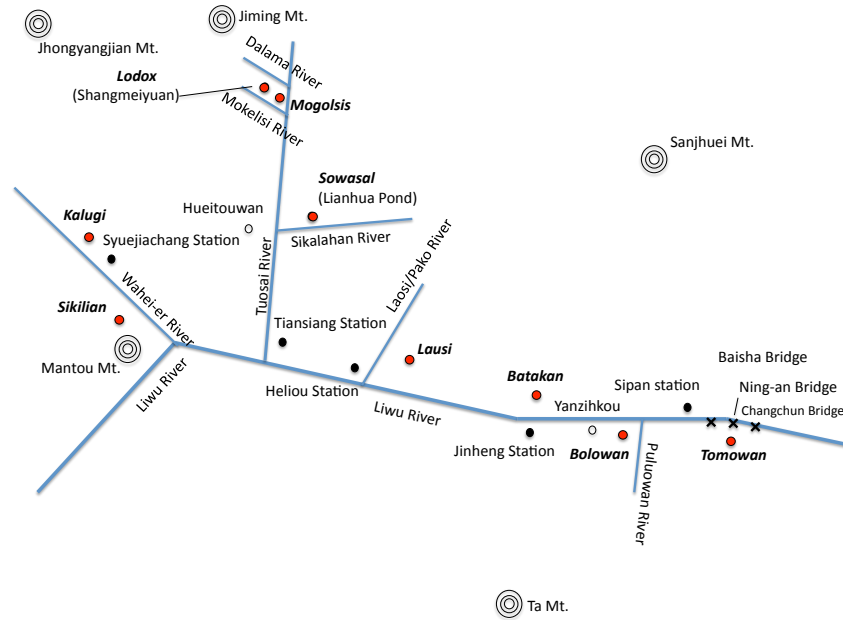 Jiming Mt.
Jhongyangjian Mt.
Dalama River
Lodox
(Shangmeiyuan)
Mogolsis
Mokelisi River
Sanjhuei Mt.
Sowasal
(Lianhua Pond)
Hueitouwan
Kalugi
Syuejiachang Station
Sikalahan River
Tuosai River
Laosi/Pako River
Wahei-er River
Sikilian
Tiansiang Station
Mantou Mt.
Lausi
Liwu River
Heliou Station
Liwu River
Batakan
Yanzihkou
Sipan station
Baisha Bridge
Ning-an Bridge
Changchun Bridge
Jinheng Station
Bolowan
Puluowan River
Tomowan
Ta Mt.